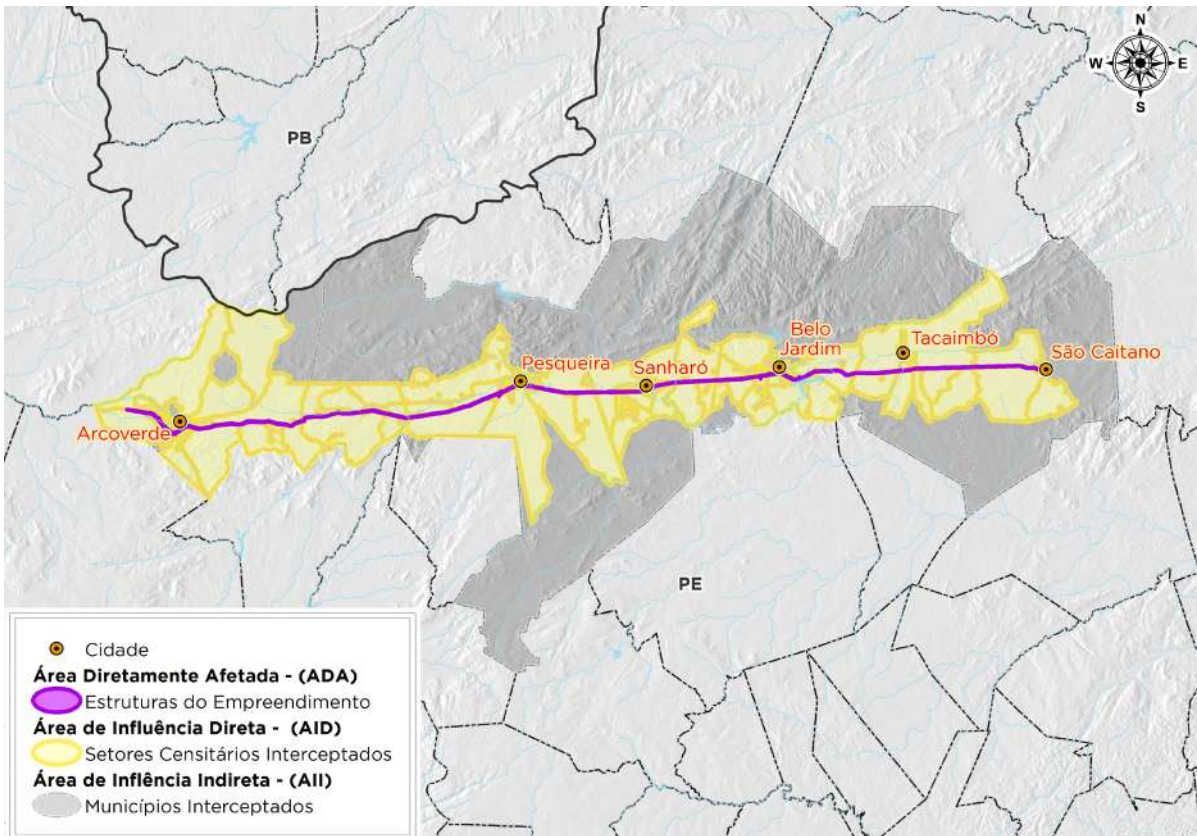 N
W
E
S
PB
Belo
Jardim
Tacaimbó
São Caitano
Pesqueira
Sanharó
Arcoverde
PE
Cidade
Área Diretamente Afetada - (ADA)
Estruturas do Empreendimento
Área de Influência Direta - (AID)
Setores Censitários Interceptados
Área de Inflência Indireta - (AII)
Municípios Interceptados